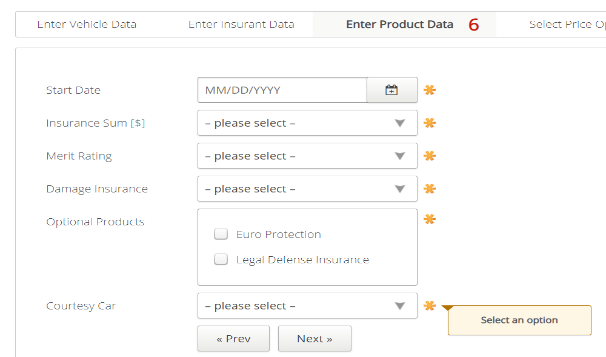 Enter Vehicle Data Enter Insurant Data Enter Product Data 6 Select Price Op
Start Date MM/DD/YYYY
Insurance Sum [$] – please select –
Merit Rating – please select –
Damage Insurance – please select –
Optional Products
Euro Protection
Legal Defense Insurance
Courtesy Car – please select –
Select an option
« Prev Next »